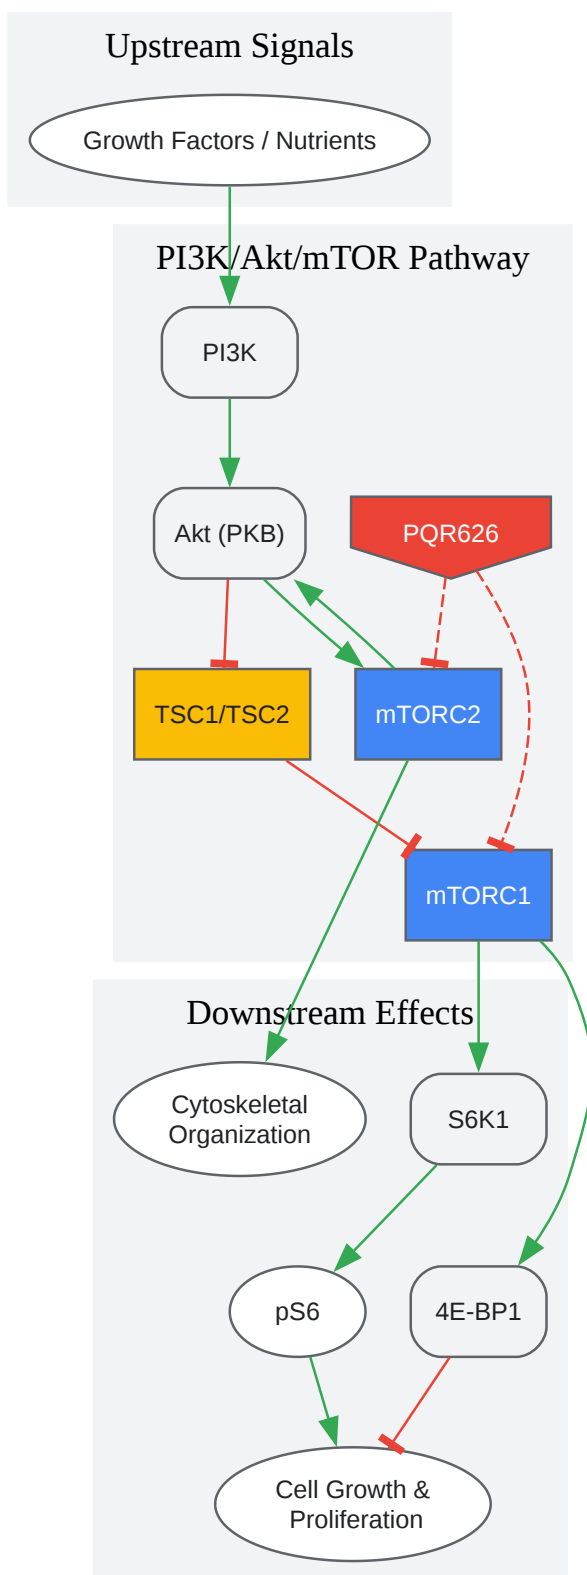 Upstream Signals
Growth Factors / Nutrients
PI3K/Akt/mTOR Pathway
PI3K
Akt (PKB)
PQR626
TSC1/TSC2
mTORC2
mTORC1
Downstream Effects
Cytoskeletal
Organization
S6K1
pS6
4E-BP1
Cell Growth &
Proliferation